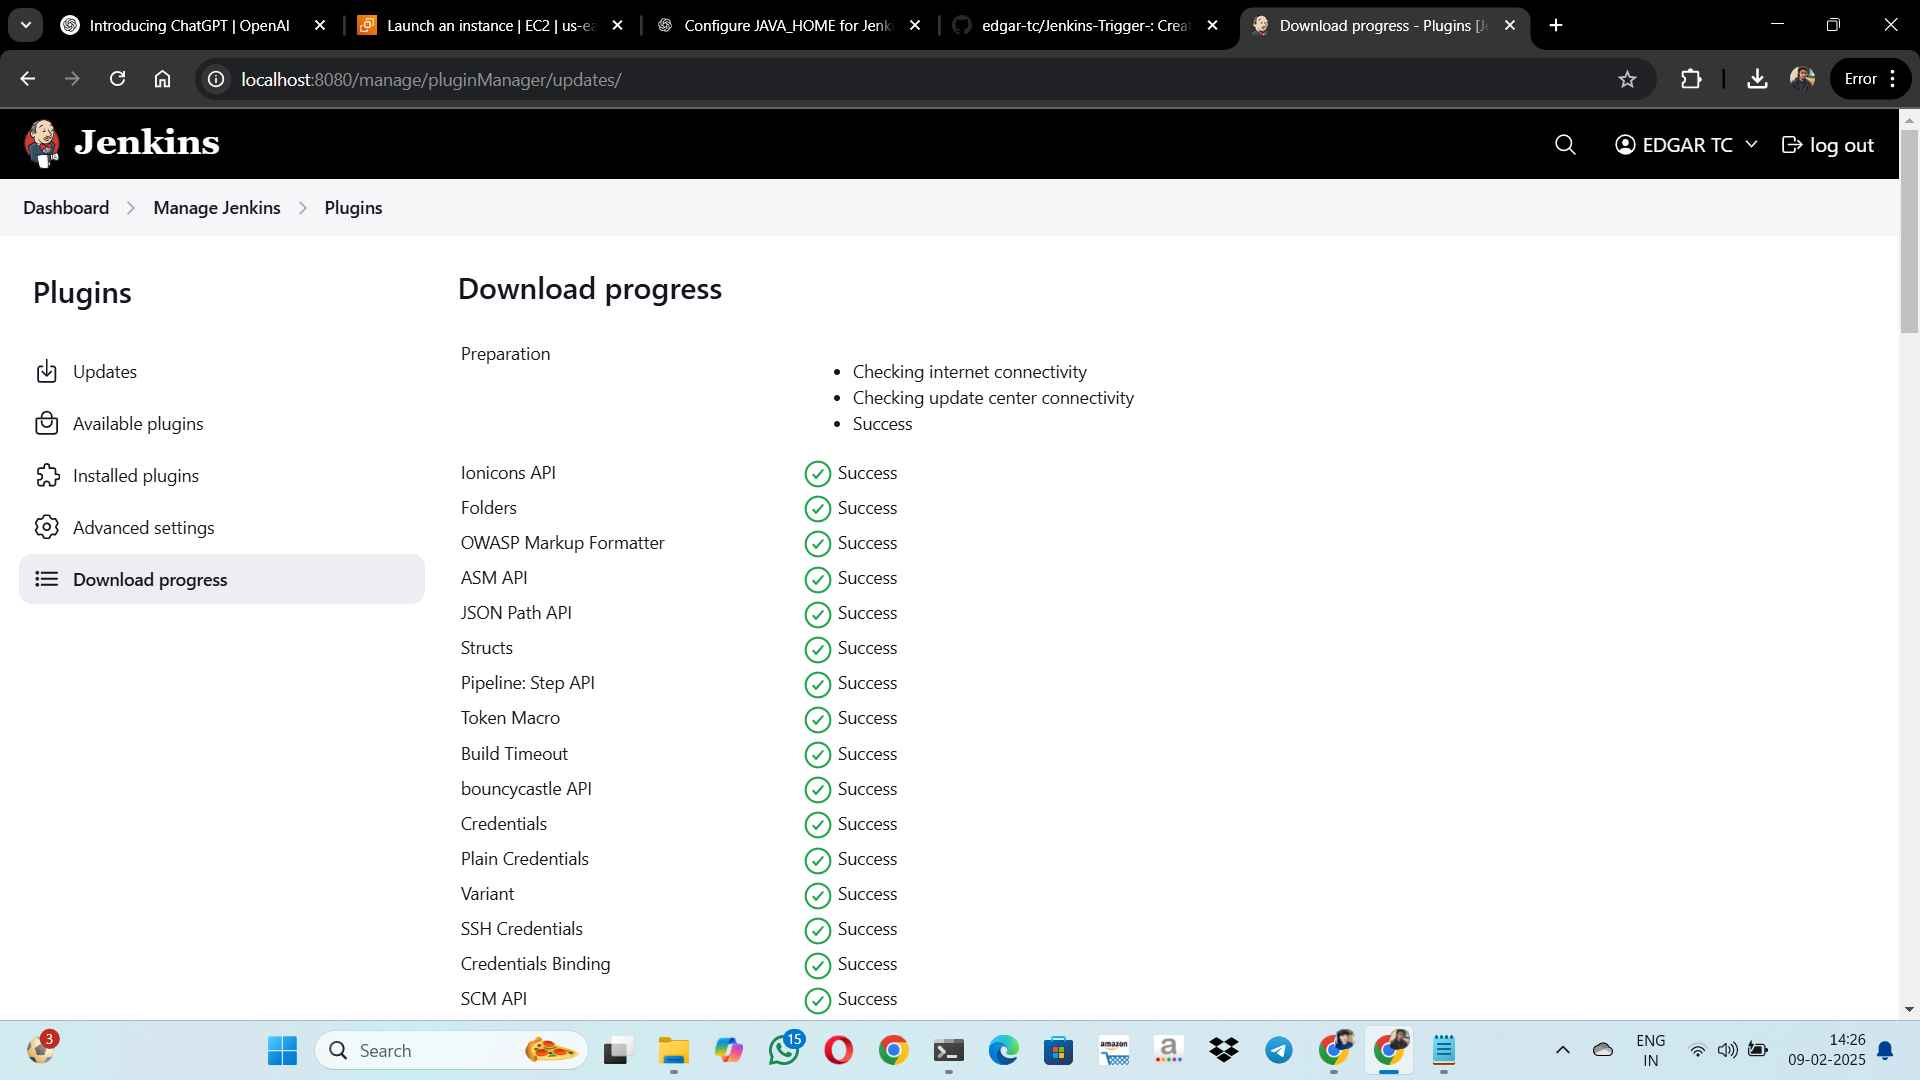 Introducing ChatGPT | OpenAI
Launch an instance | EC2 | us-ea
Configure JAVA_HOME for Jenki
edgar-tc/Jenkins-Trigger-: Creat
Download progress - Plugins [Je
localhost:8080/manage/pluginManager/updates/
Error
Jenkins
EDGAR TC
log out
Dashboard
Manage Jenkins
Plugins
Plugins
Updates
Available plugins
Installed plugins
Advanced settings
Download progress
Download progress
Preparation
Checking internet connectivity
Checking update center connectivity
Success
Ionicons API Success
Folders Success
OWASP Markup Formatter Success
ASM API Success
JSON Path API Success
Structs Success
Pipeline: Step API Success
Token Macro Success
Build Timeout Success
bouncycastle API Success
Credentials Success
Plain Credentials Success
Variant Success
SSH Credentials Success
Credentials Binding Success
SCM API Success
3
Search
15
amazon
a
ENG
IN
14:26
09-02-2025